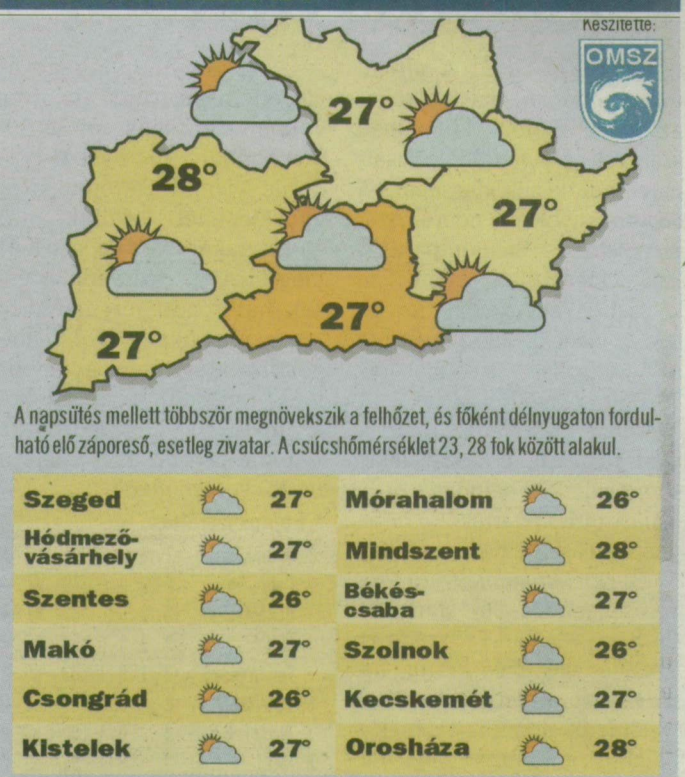 Készítette:
OMSZ
27°
28°
27°
27°
27°
A napsütés mellett többször megnövekszik a felhőzet, és főként délnyugaton fordul-
ható elő záporeső, esetleg zivatar. A csúcshőmérséklet 23, 28 fok között alakul.
Szeged 27° Mórahalom 26°
Hódmező-
vásárhely 27° Mindszent 28°
Szentes 26° Békés-
csaba 27°
Makó 27° Szolnok 26°
Csongrád 26° Kecskemét 27°
Kistelek 27° Orosháza 28°